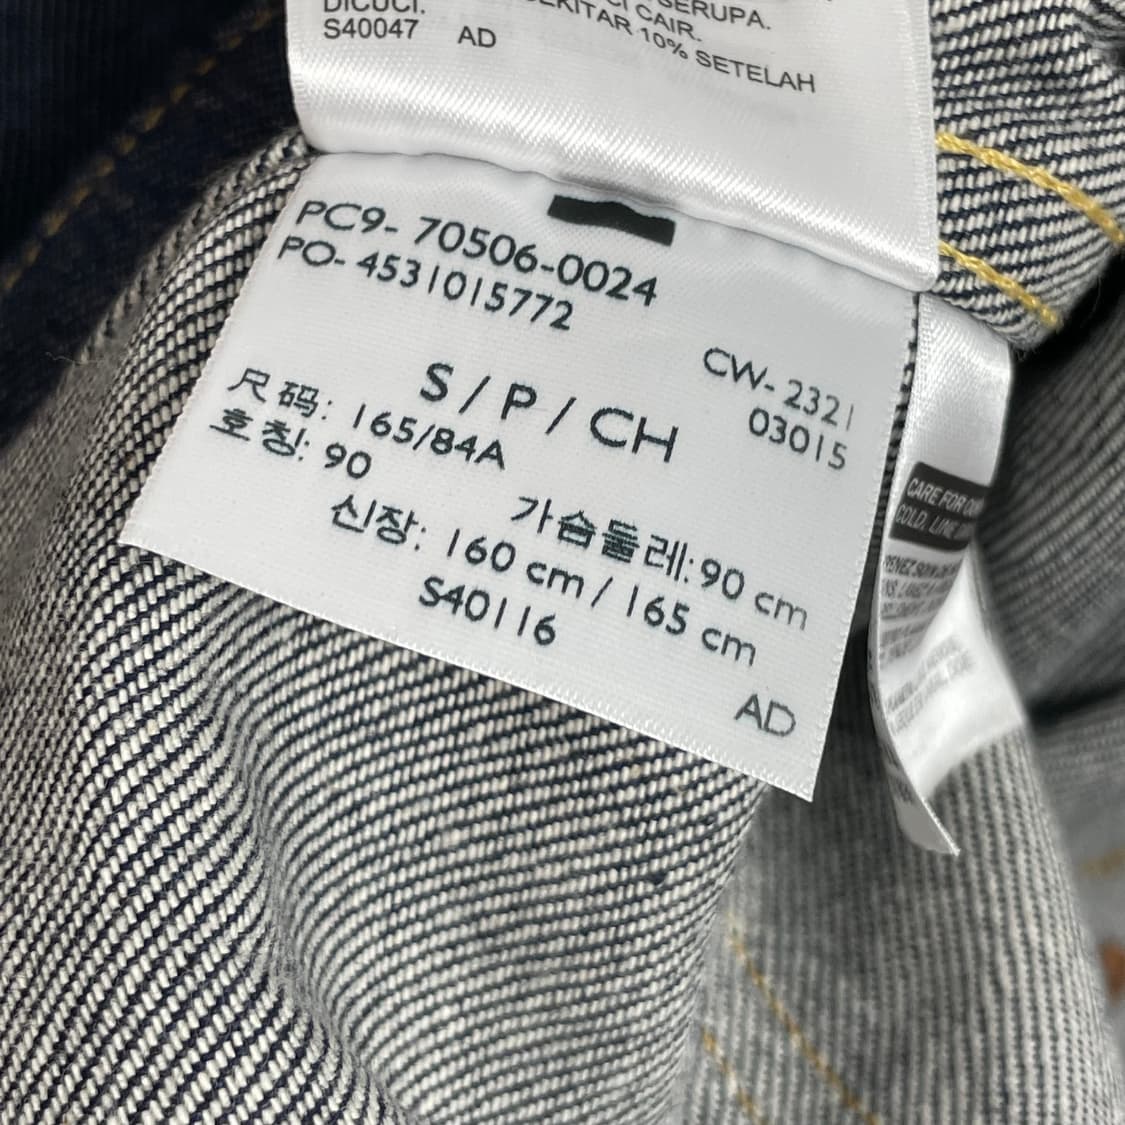 DICUCI.
S40047 AD
SERUPA.
CI CAIR.
SEKITAR 10% SETELAH
PC9- 70506-0024
PO- 4531015772
CW- 2321
03015
S / P / CH
尺码: 165/84A
호칭: 90
가슴둘레: 90 cm
신장: 160 cm / 165 cm
S40116
AD
CARE FOR
COLD, LINE